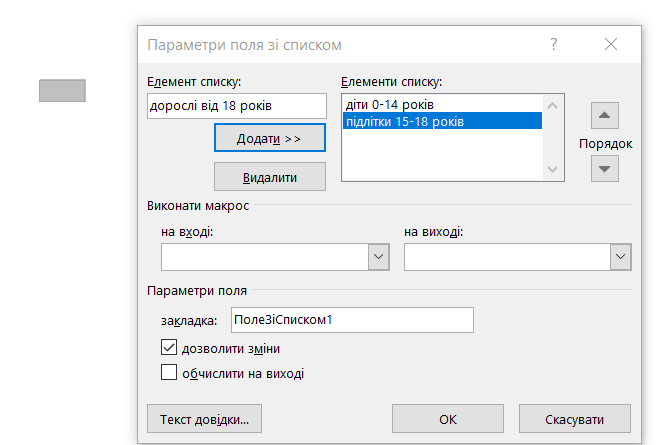 Параметри поля зі списком
?
Елемент списку:
Елементи списку:
дорослі від 18 років
діти 0-14 років
підлітки 15-18 років
Додати >>
Порядок
Видалити
Виконати макрос
на вході:
на виході:
Параметри поля
закладка:
ПолеЗіСписком1
дозволити зміни
обчислити на виході
Текст довідки...
ОК
Скасувати